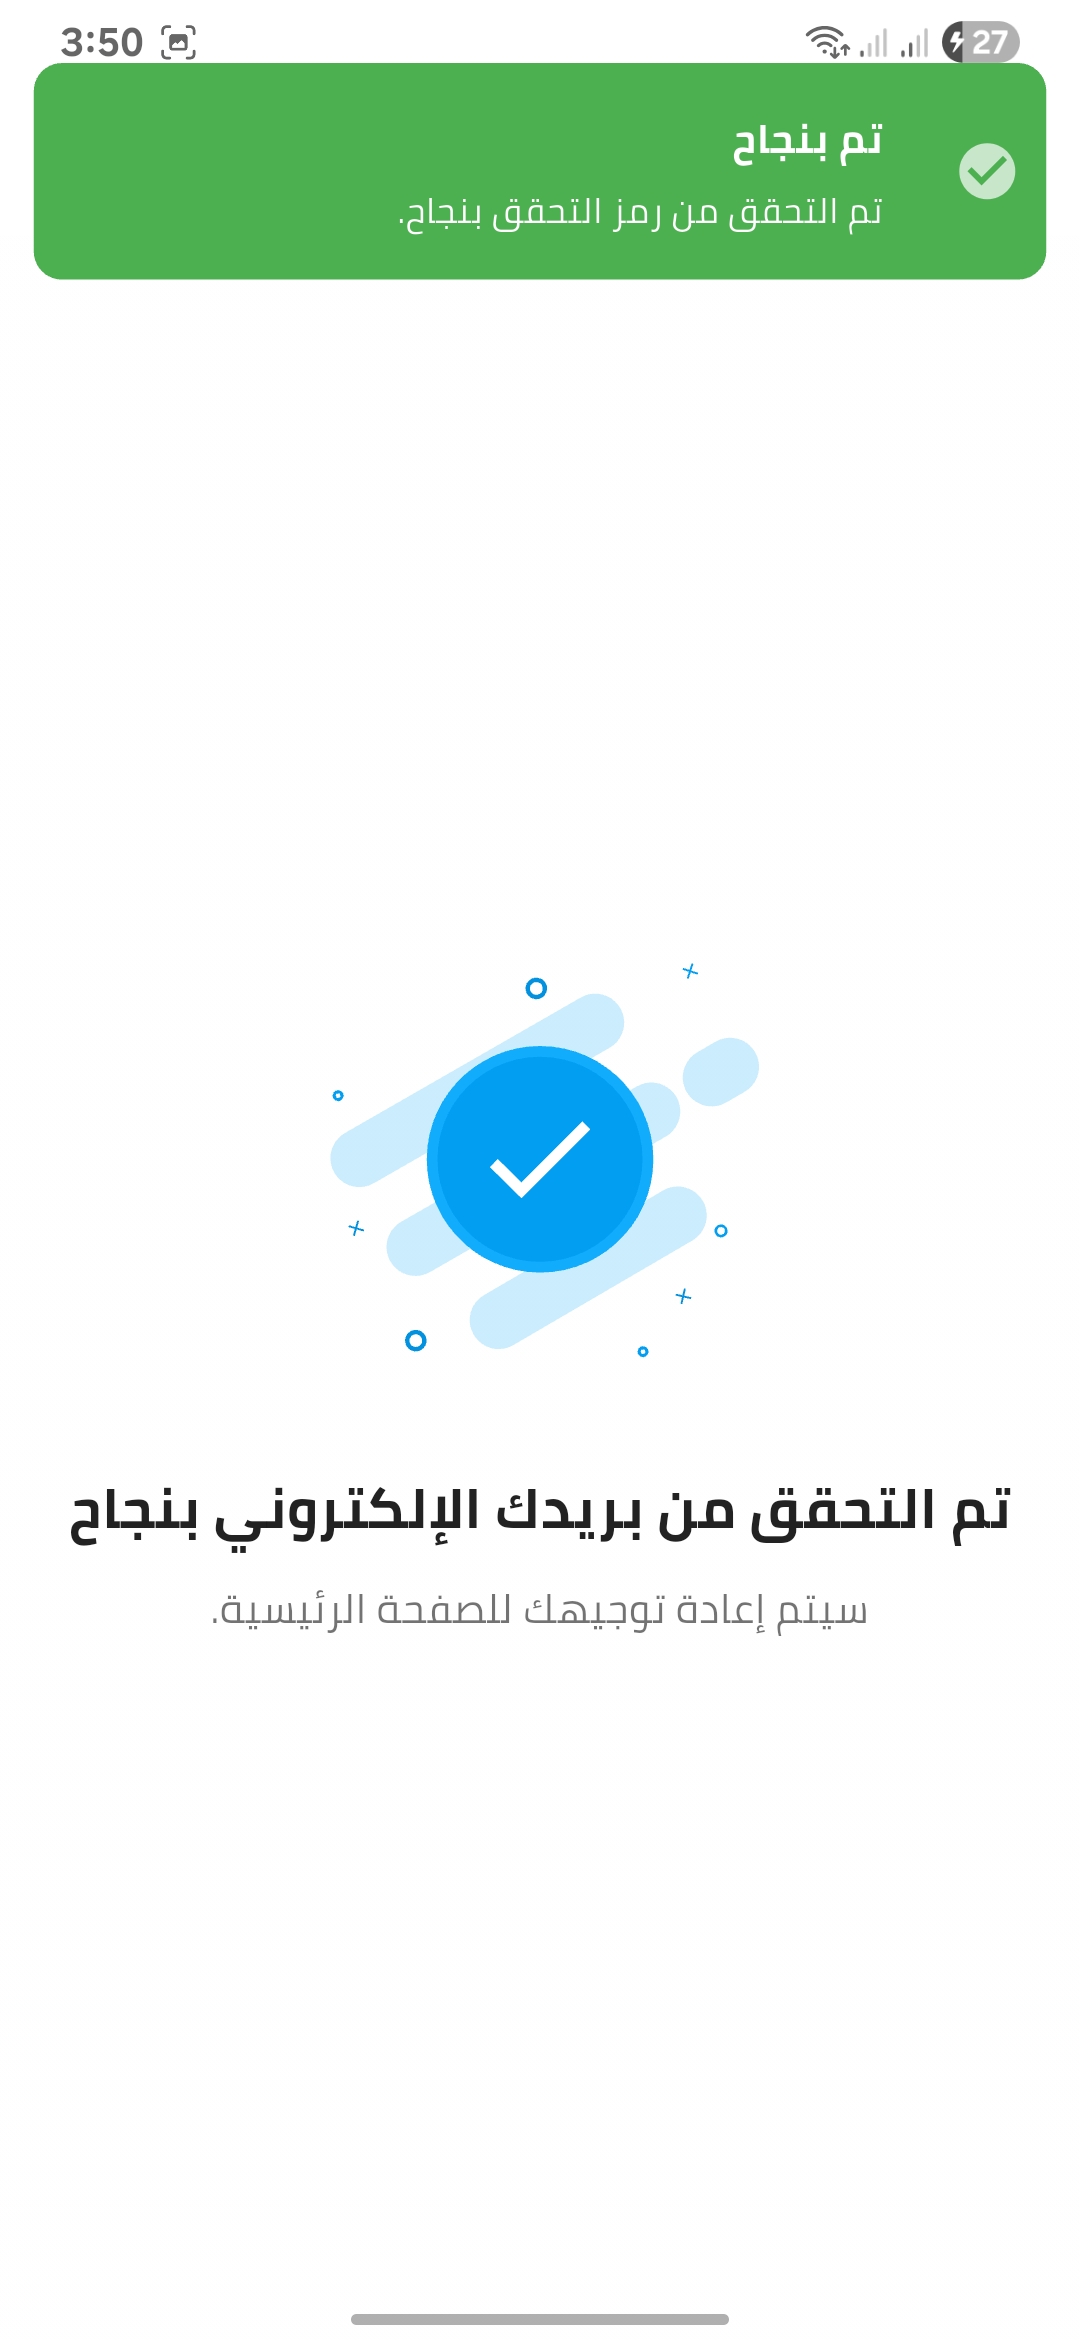 3:50
27
تم بنجاح
تم التحقق من رمز التحقق بنجاح.
تم التحقق من بريدك الإلكتروني بنجاح
سيتم إعادة توجيهك للصفحة الرئيسية.